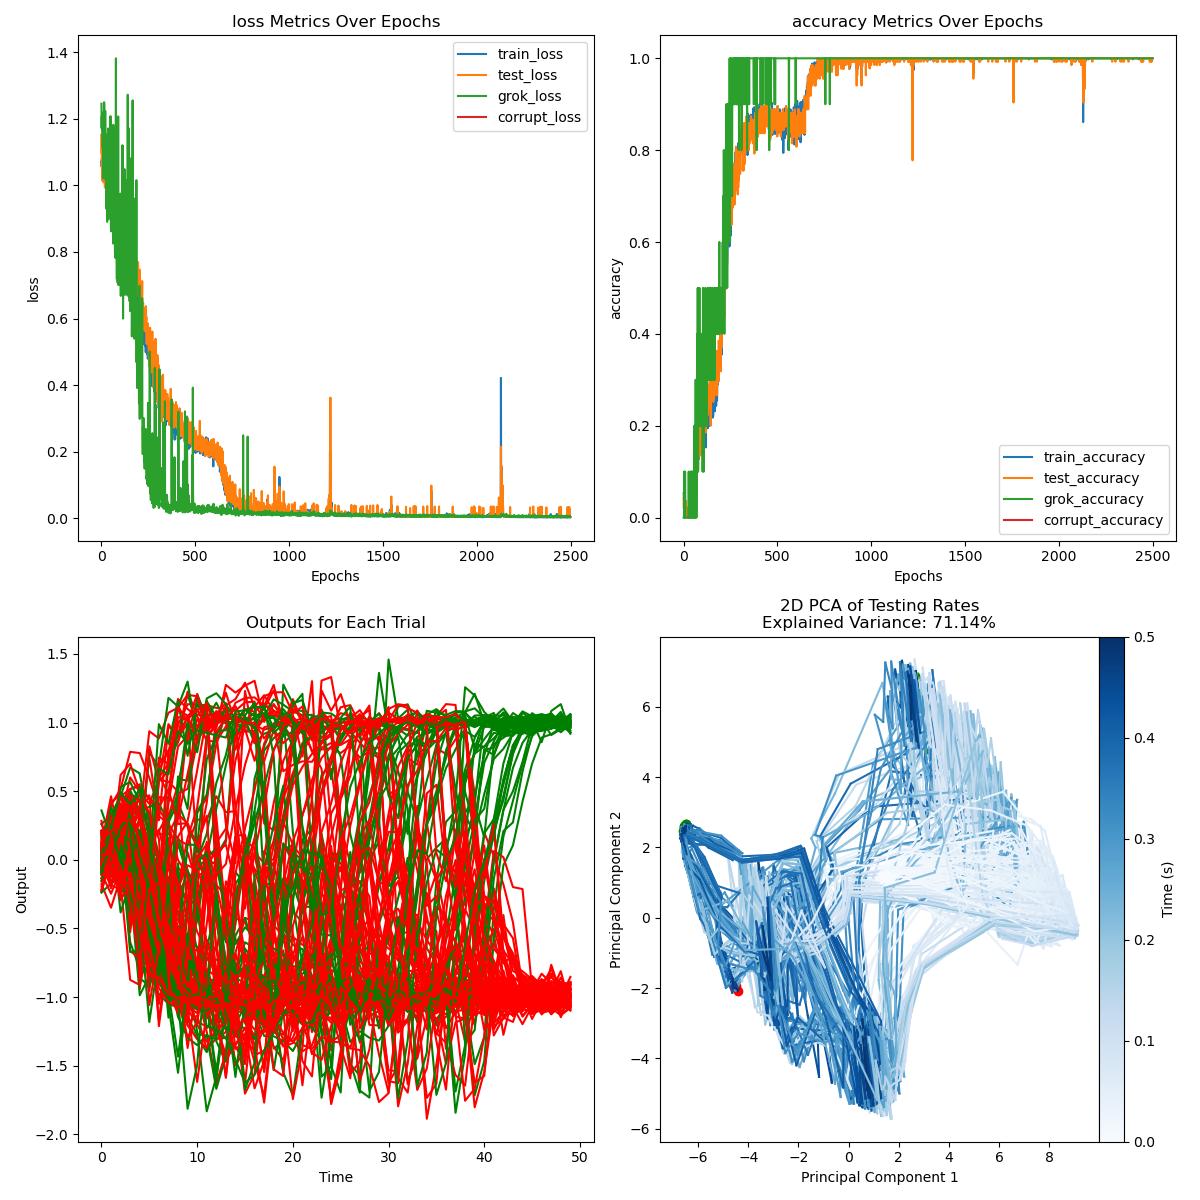 loss Metrics Over Epochs
1.4
1.2
1.0
0.8
0.6
0.4
0.2
0.0
loss
train_loss
test_loss
grok_loss
corrupt_loss
0
500
1000
1500
2000
2500
Epochs
accuracy Metrics Over Epochs
1.0
0.8
0.6
0.4
0.2
0.0
accuracy
train_accuracy
test_accuracy
grok_accuracy
corrupt_accuracy
0
500
1000
1500
2000
2500
Epochs
Outputs for Each Trial
1.5
1.0
0.5
0.0
−0.5
−1.0
−1.5
−2.0
Output
0
10
20
30
40
50
Time
2D PCA of Testing Rates
Explained Variance: 71.14%
6
4
2
0
−2
−4
−6
Principal Component 2
−6
−4
−2
0
2
4
6
8
Principal Component 1
0.5
0.4
0.3
0.2
0.1
0.0
Time (s)